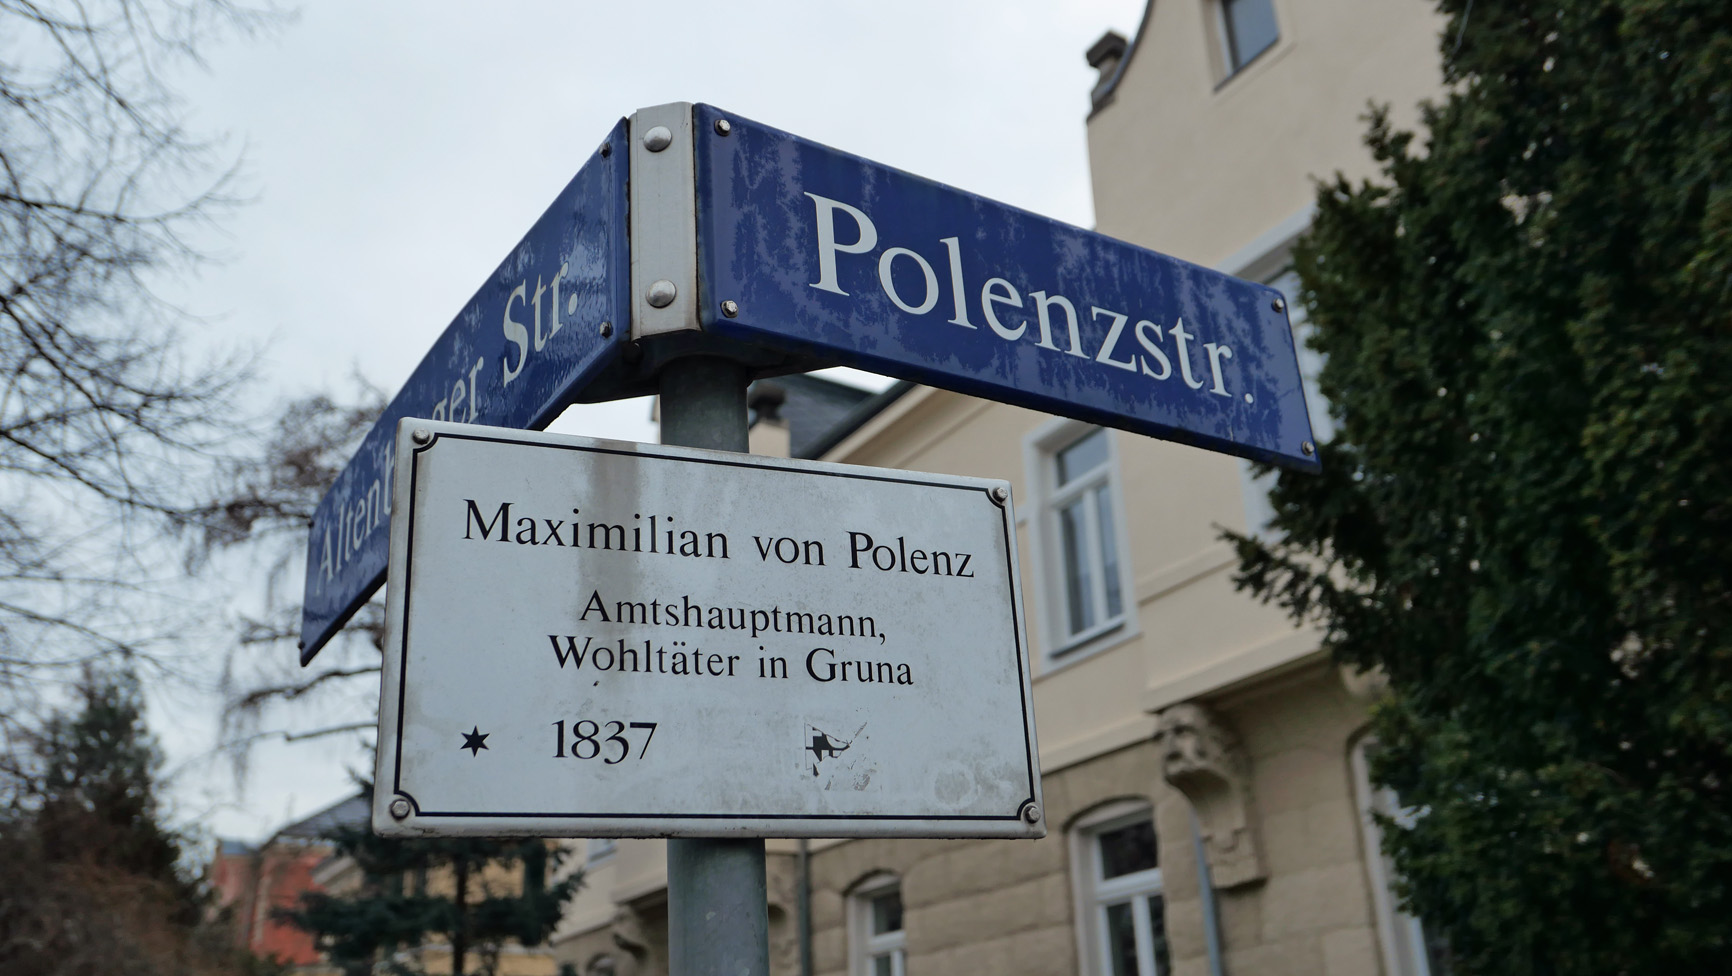 Str.
Polenzstr.
Maximilian von Polenz
Amtshauptmann,
Wohltäter in Gruna
✶ 1837